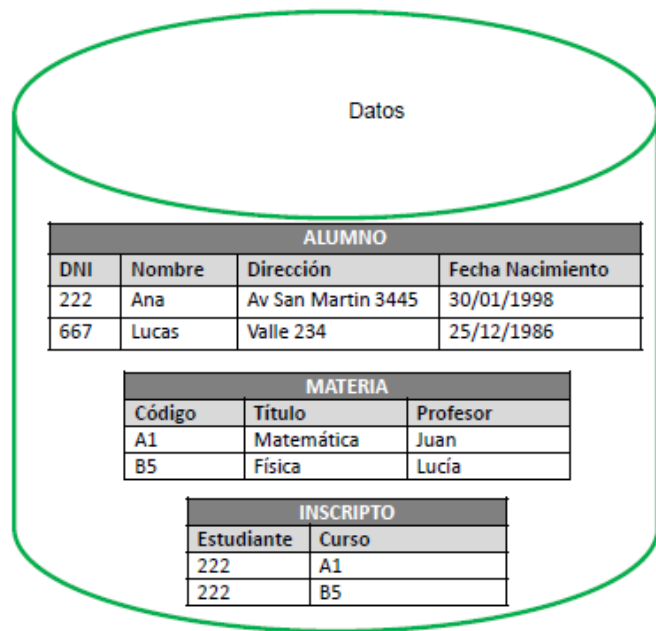 Datos
ALUMNO
DNI Nombre Dirección Fecha Nacimiento
222 Ana Av San Martin 3445 30/01/1998
667 Lucas Valle 234 25/12/1986
MATERIA
Código Título Profesor
A1 Matemática Juan
B5 Física Lucía
INSCRIPTO
Estudiante Curso
222 A1
222 B5